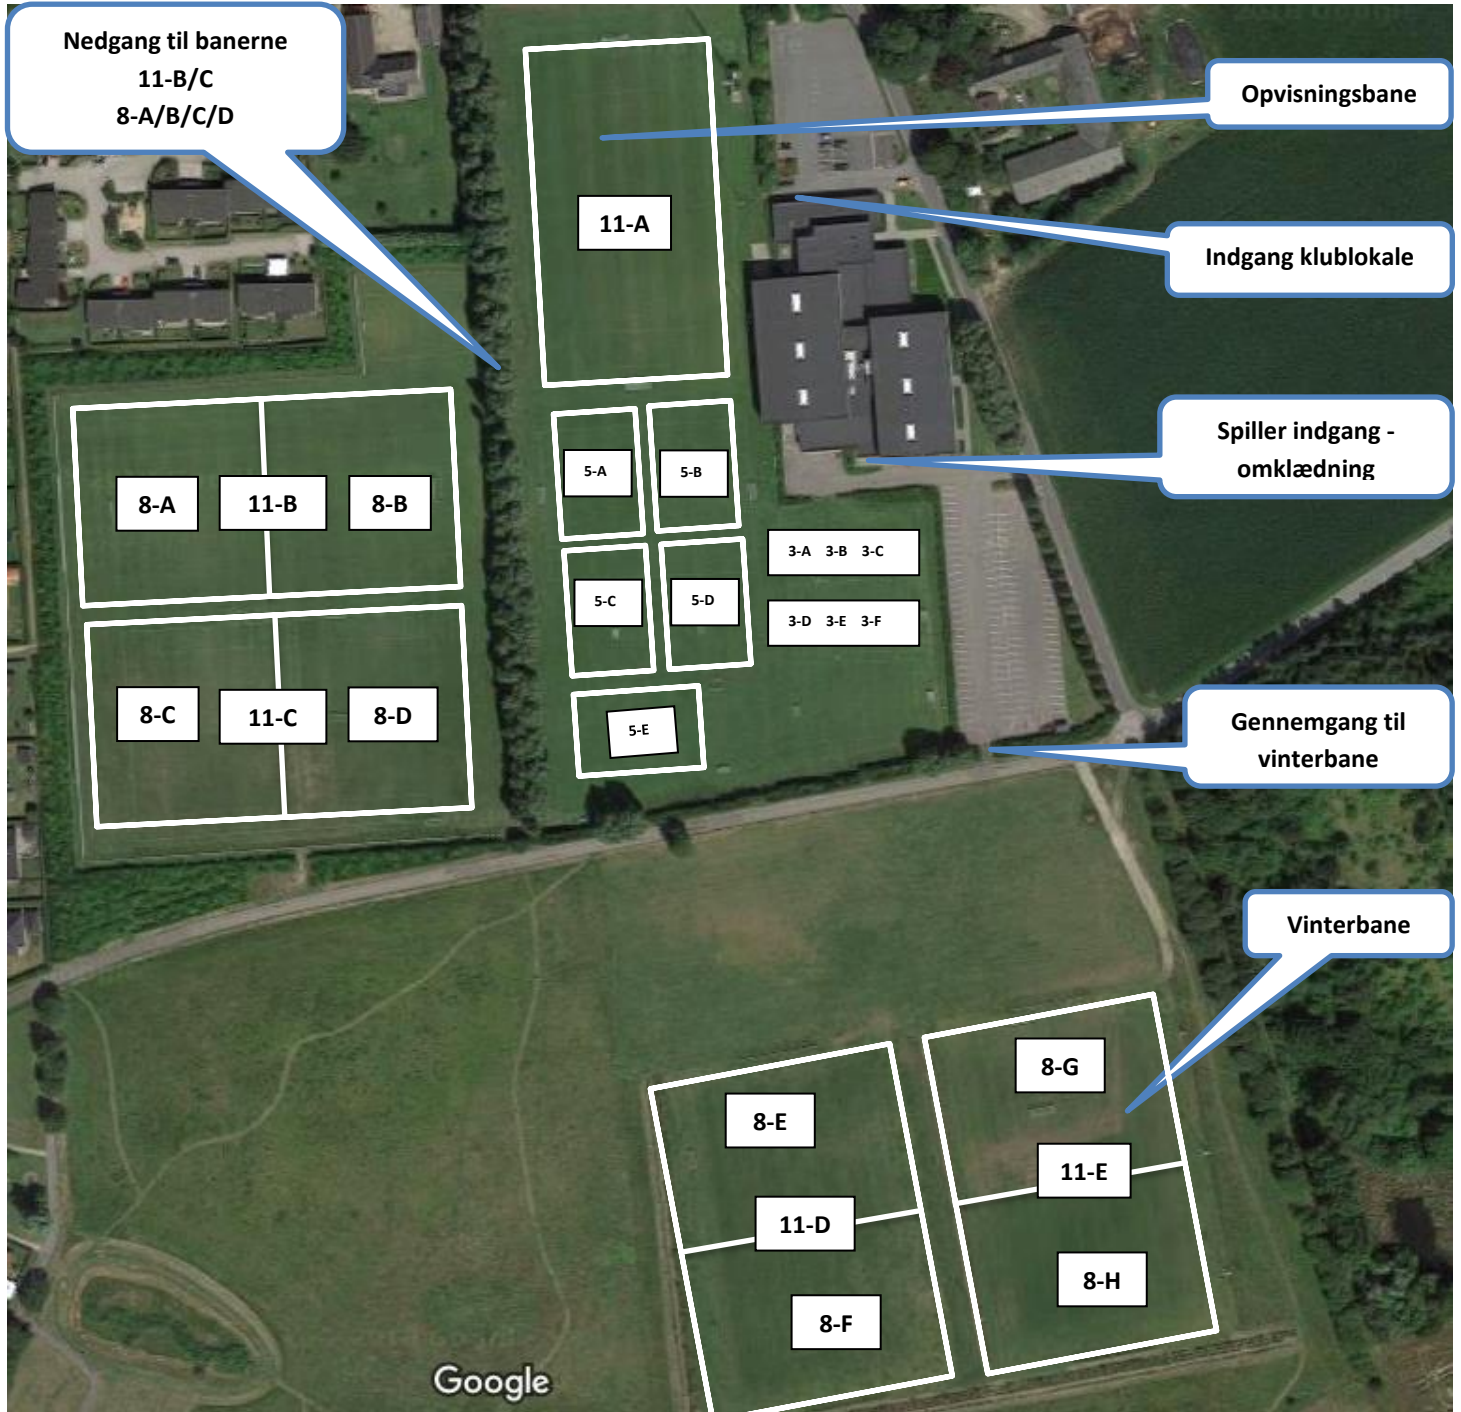 Nedgang til banerne
11-B/C
8-A/B/C/D
Opvisningsbane
11-A
Indgang klublokale
Spiller indgang -
omklædning
5-A 5-B
8-A 11-B 8-B
3-A 3-B 3-C
5-C 5-D
3-D 3-E 3-F
8-C 11-C 8-D
5-E
Gennemgang til
vinterbane
Vinterbane
8-G
8-E
11-E
11-D
8-H
8-F
Google